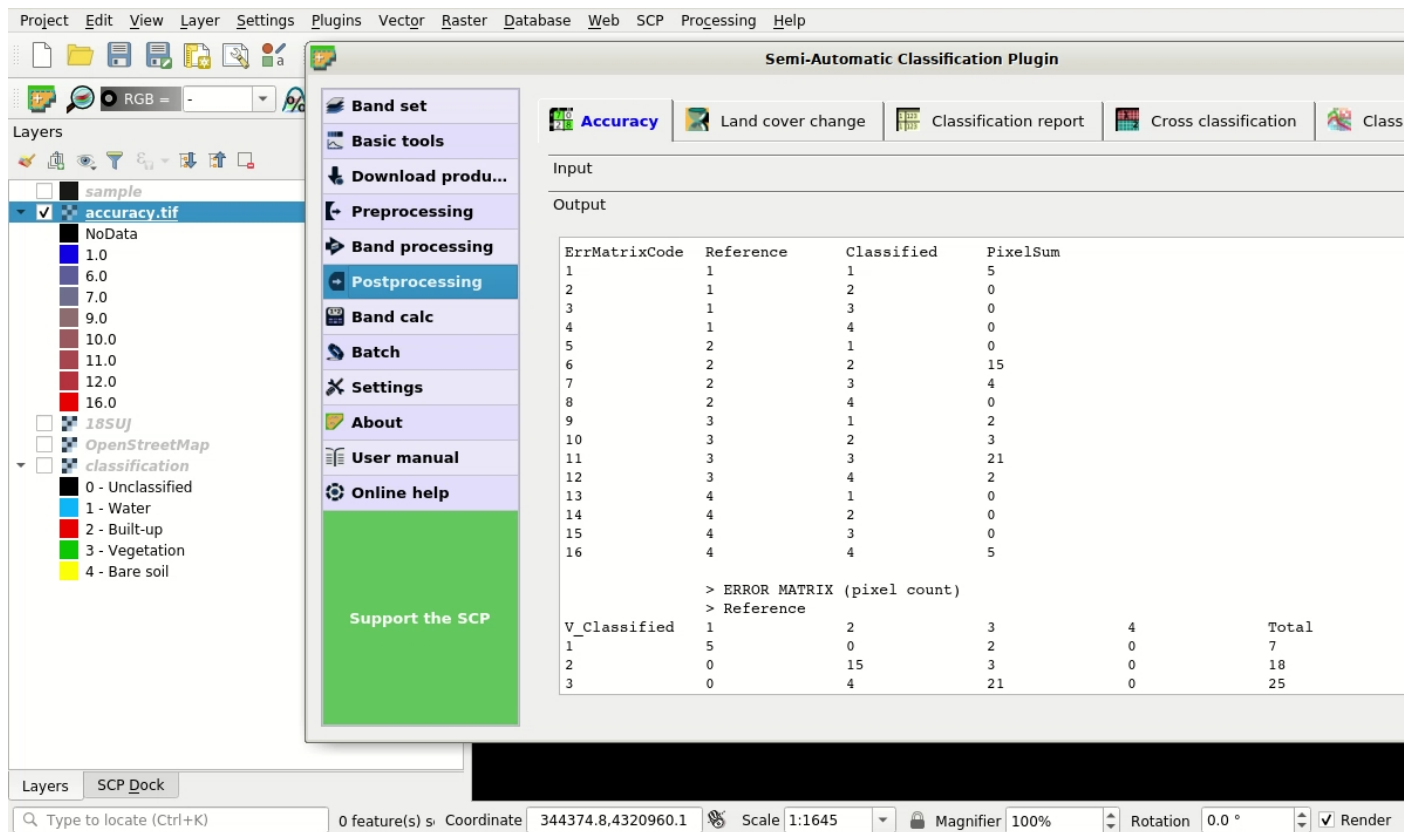 Project Edit View Layer Settings Plugins Vector Raster Database Web SCP Processing Help
Semi-Automatic Classification Plugin
RGB = -
Layers
sample
accuracy.tif
NoData
1.0
6.0
7.0
9.0
10.0
11.0
12.0
16.0
18SUJ
OpenStreetMap
classification
0 - Unclassified
1 - Water
2 - Built-up
3 - Vegetation
4 - Bare soil
Band set
Basic tools
Download produ...
Preprocessing
Band processing
Postprocessing
Band calc
Batch
Settings
About
User manual
Online help
Support the SCP
Accuracy Land cover change Classification report Cross classification Class
Input
Output
ErrMatrixCode Reference Classified PixelSum
1 1 1 5
2 1 2 0
3 1 3 0
4 1 4 0
5 2 1 0
6 2 2 15
7 2 3 4
8 2 4 0
9 3 1 2
10 3 2 3
11 3 3 21
12 3 4 2
13 4 1 0
14 4 2 0
15 4 3 0
16 4 4 5
> ERROR MATRIX (pixel count)
> Reference
V_Classified 1 2 3 4 Total
1 5 0 2 0 7
2 0 15 3 0 18
3 0 4 21 0 25
Layers SCP Dock
Type to locate (Ctrl+K) 0 feature(s) s Coordinate 344374.8,4320960.1 Scale 1:1645 Magnifier 100% Rotation 0.0 ° Render